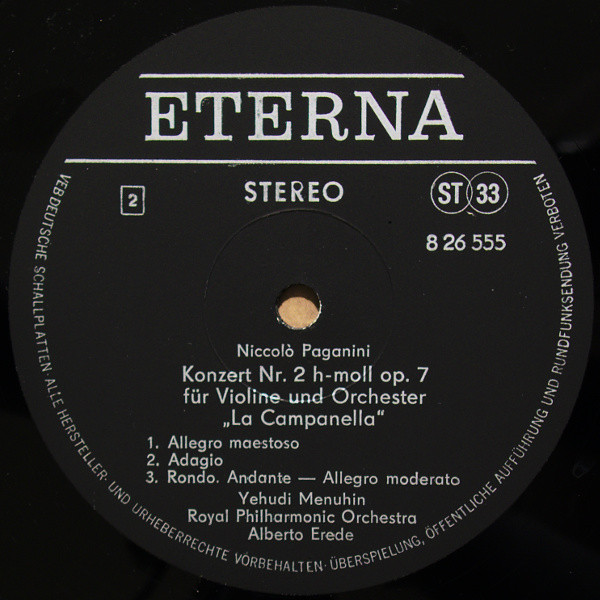 ETERNA
2
STEREO
ST 33
8 26 555
Niccolò Paganini
Konzert Nr. 2 h-moll op. 7
für Violine und Orchester
„La Campanella“
1. Allegro maestoso
2. Adagio
3. Rondo. Andante — Allegro moderato
Yehudi Menuhin
Royal Philharmonic Orchestra
Alberto Erede
VEB DEUTSCHE SCHALLPLATTEN · ALLE HERSTELLER- UND URHEBERRECHTE VORBEHALTEN · ÜBERSPIELUNG, ÖFFENTLICHE AUFFÜHRUNG UND RUNDFUNKSENDUNG VERBOTEN